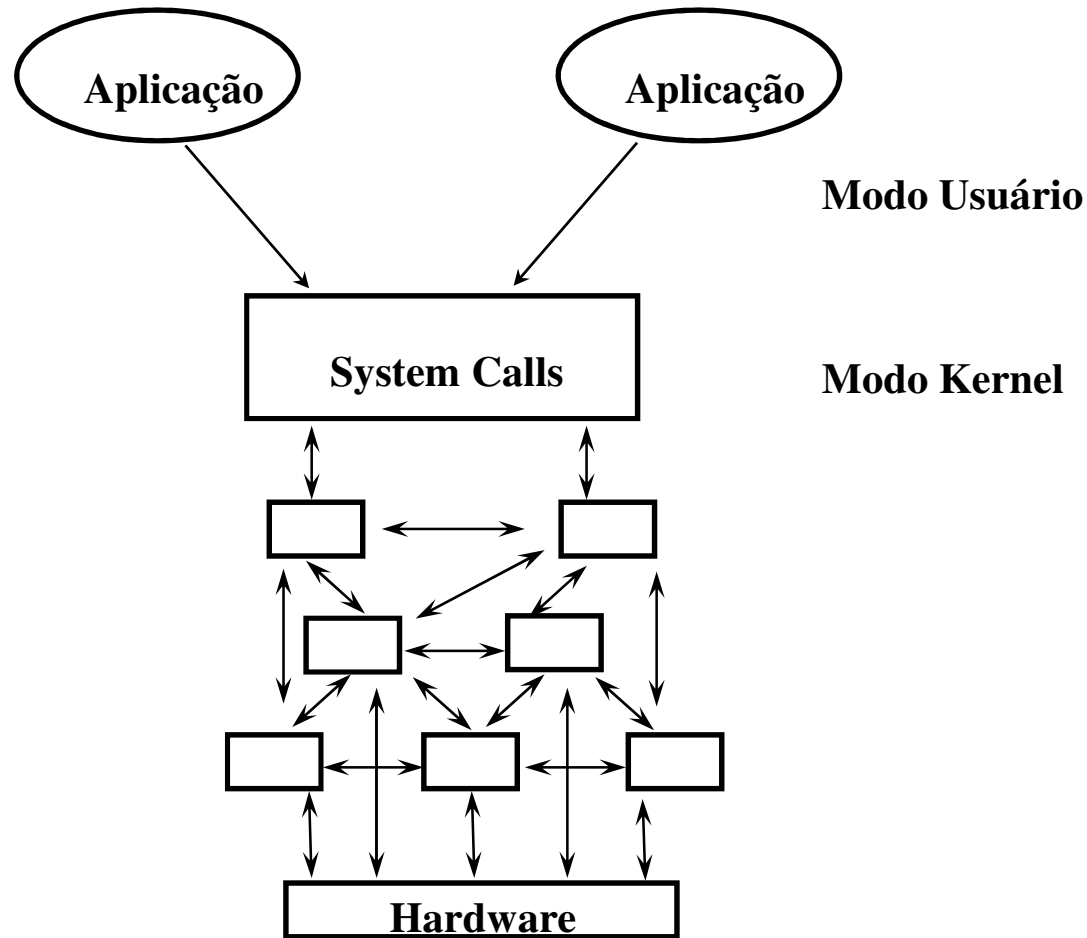 Aplicação
Aplicação
Modo Usuário
System Calls
Modo Kernel
Hardware